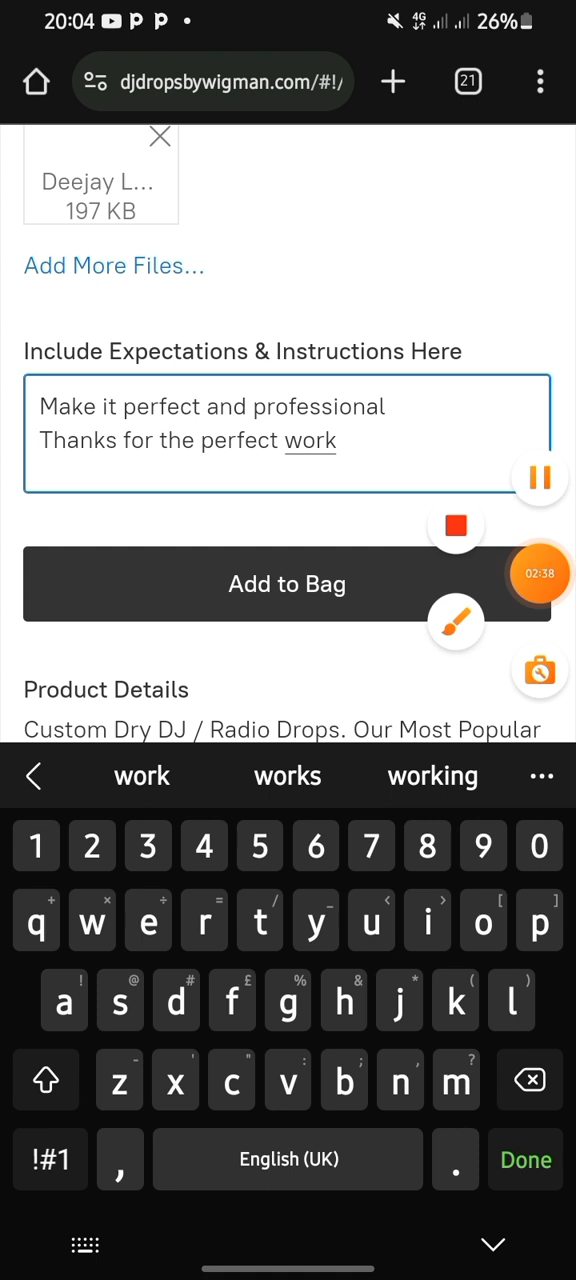 20:04 4G 26%
djdropsbywigman.com/#!/ 21
Deejay L...
197 KB
Add More Files...
Include Expectations & Instructions Here
Make it perfect and professional
Thanks for the perfect work
02:38
Add to Bag
Product Details
Custom Dry DJ / Radio Drops. Our Most Popular
work works working
1 2 3 4 5 6 7 8 9 0
+ × ÷ = / _ < > [ ]
q w e r t y u i o p
! @ # £ % & * ( )
a s d f g h j k l
- ' " : ; , ?
z x c v b n m
!#1 , English (UK) . Done